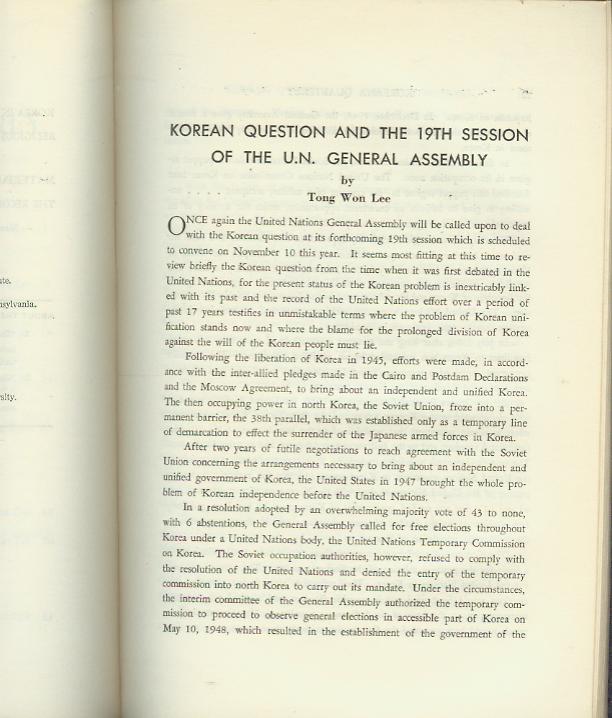 KOREAN QUESTION AND THE 19TH SESSION
OF THE U.N. GENERAL ASSEMBLY
by
Tong Won Lee
ONCE again the United Nations General Assembly will be called upon to deal
with the Korean question at its forthcoming 19th session which is scheduled
to convene on November 10 this year. It seems most fitting at this time to re-
view briefly the Korean question from the time when it was first debated in the
United Nations, for the present status of the Korean problem is inextricably link-
ed with its past and the record of the United Nations effort over a period of
past 17 years testifies in unmistakable terms where the problem of Korean uni-
fication stands now and where the blame for the prolonged division of Korea
against the will of the Korean people must lie.
Following the liberation of Korea in 1945, efforts were made, in accord-
ance with the inter-allied pledges made in the Cairo and Postdam Declarations
and the Moscow Agreement, to bring about an independent and unified Korea.
The then occupying power in north Korea, the Soviet Union, froze into a per-
manent barrier, the 38th parallel, which was established only as a temporary line
of demarcation to effect the surrender of the Japanese armed forces in Korea.
After two years of futile negotiations to reach agreement with the Soviet
Union concerning the arrangements necessary to bring about an independent and
unified government of Korea, the United States in 1947 brought the whole pro-
blem of Korean independence before the United Nations.
In a resolution adopted by an overwhelming majority vote of 43 to none,
with 6 abstentions, the General Assembly called for free elections throughout
Korea under a United Nations body, the United Nations Temporary Commission
on Korea. The Soviet occupation authorities, however, refused to comply with
the resolution of the United Nations and denied the entry of the temporary
commission into north Korea to carry out its mandate. Under the circumstances,
the interim committee of the General Assembly authorized the temporary com-
mission to proceed to observe general elections in accessible part of Korea on
May 10, 1948, which resulted in the establishment of the government of the